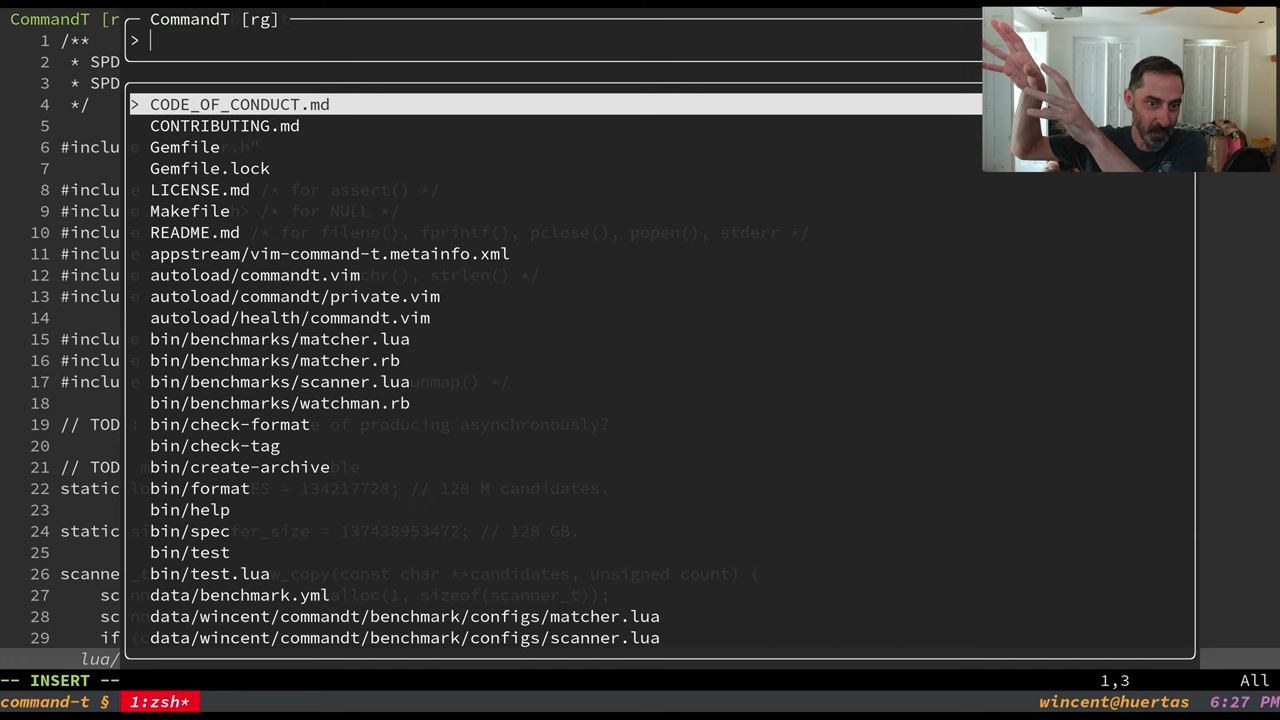 CommandT [r
CommandT [rg]
>
> CODE_OF_CONDUCT.md
CONTRIBUTING.md
Gemfile
Gemfile.lock
LICENSE.md /* for assert() */
Makefile h> /* for NULL */
README.md /* for fileno(), fprintf(), pclose(), popen(), stderr */
appstream/vim-command-t.metainfo.xml
autoload/commandt.vim chr(), strlen() */
autoload/commandt/private.vim
autoload/health/commandt.vim
bin/benchmarks/matcher.lua
bin/benchmarks/matcher.rb
bin/benchmarks/scanner.lua unmap() */
bin/benchmarks/watchman.rb
bin/check-format e of producing asynchronously?
bin/check-tag
bin/create-archive ble
bin/format ES = 134217728; // 128 M candidates.
bin/help
bin/spec fer_size = 137438953472; // 128 GB.
bin/test
bin/test.lua w_copy(const char **candidates, unsigned count) {
data/benchmark.yml alloc(1, sizeof(scanner_t));
data/wincent/commandt/benchmark/configs/matcher.lua
data/wincent/commandt/benchmark/configs/scanner.lua
1 /**
2 * SPD
3 * SPD
4 */
5
6 #inclu
7
8 #inclu
9 #inclu
10 #inclu
11 #inclu
12 #inclu
13 #inclu
14
15 #inclu
16 #inclu
17 #inclu
18
19 // TOD
20
21 // TOD
22 static
23
24 static
25
26 scanne
27 sc
28 sc
29 if
lua/
-- INSERT -- 1,3 All
command-t § 1:zsh* wincent@huertas 6:27 PM